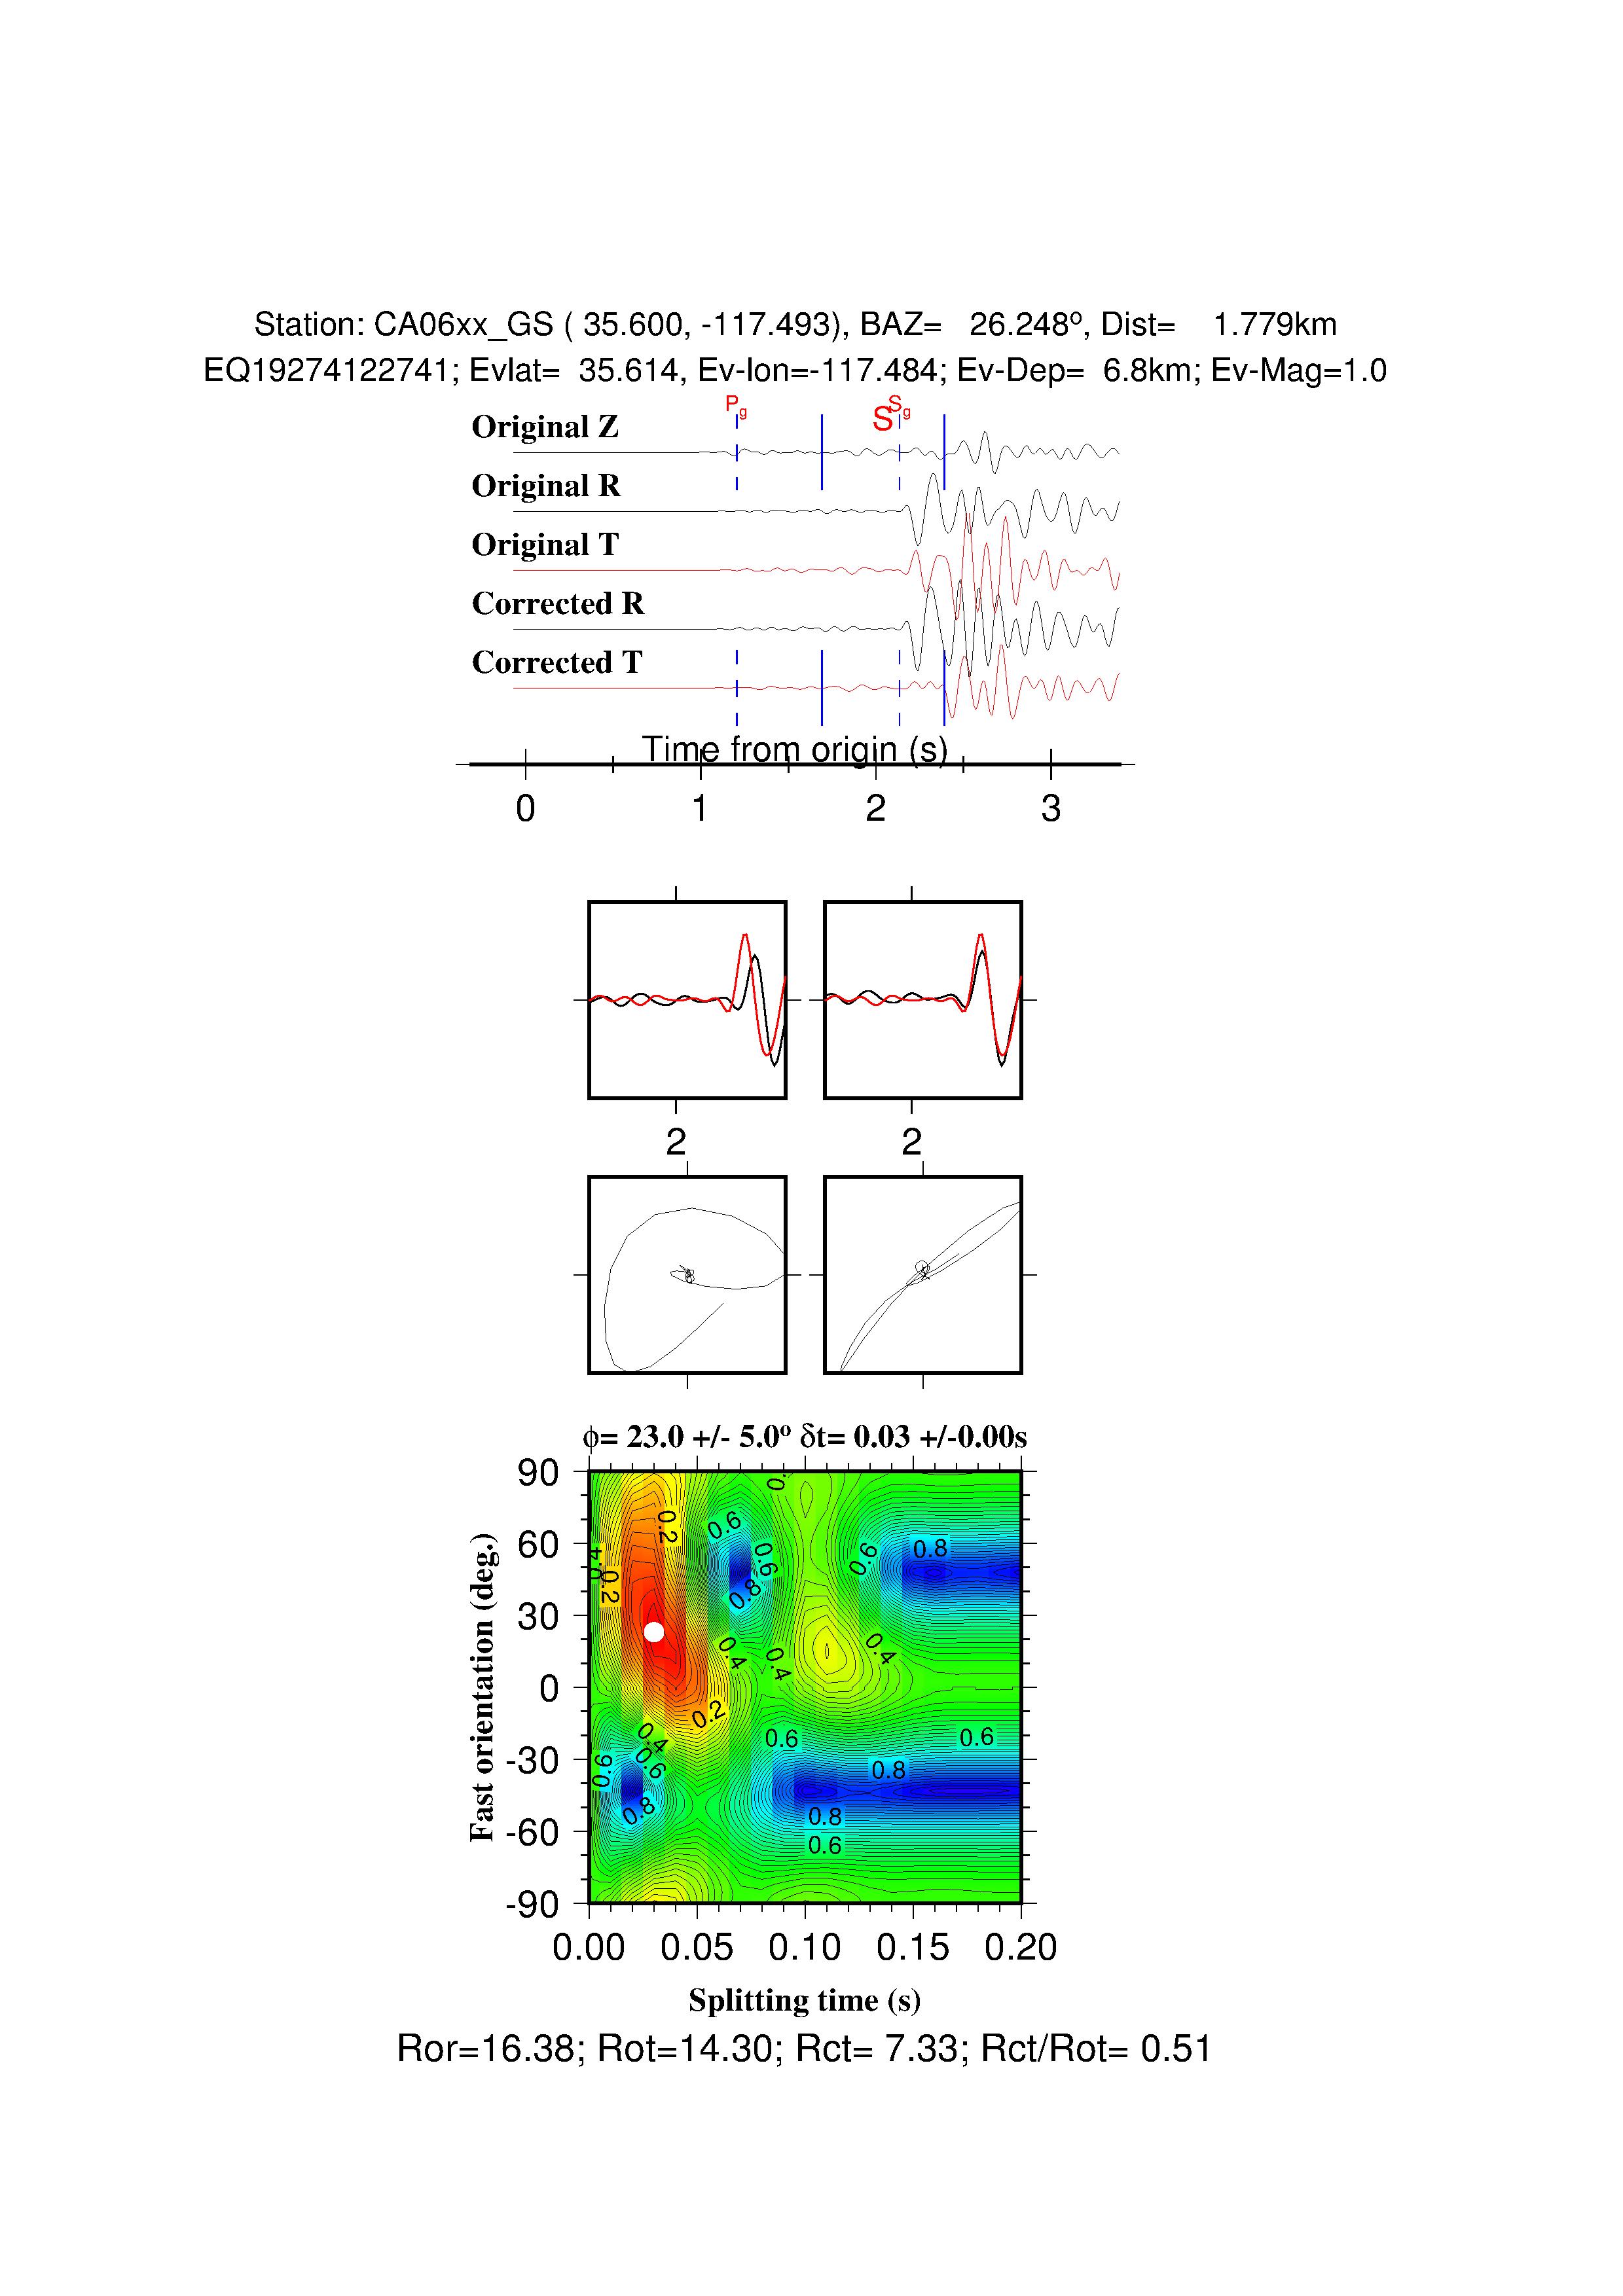 Station: CA06xx_GS ( 35.600, -117.493), BAZ= 26.248º, Dist= 1.779km
EQ19274122741; Evlat= 35.614, Ev-lon=-117.484; Ev-Dep= 6.8km; Ev-Mag=1.0
Pg S Sg
Original Z
Original R
Original T
Corrected R
Corrected T
Time from origin (s)
0 1 2 3
2 2
ϕ= 23.0 +/- 5.0º δt= 0.03 +/-0.00s
Fast orientation (deg.)
90
60
30
0
-30
-60
-90
0.0
0.2 0.6 0.6 0.6 0.8
0.4 0.2 0.8
0.4 0.4 0.4
0.2
0.4 0.6 0.6
0.6 0.6 0.8
0.8 0.8
0.6
0.00 0.05 0.10 0.15 0.20
Splitting time (s)
Ror=16.38; Rot=14.30; Rct= 7.33; Rct/Rot= 0.51